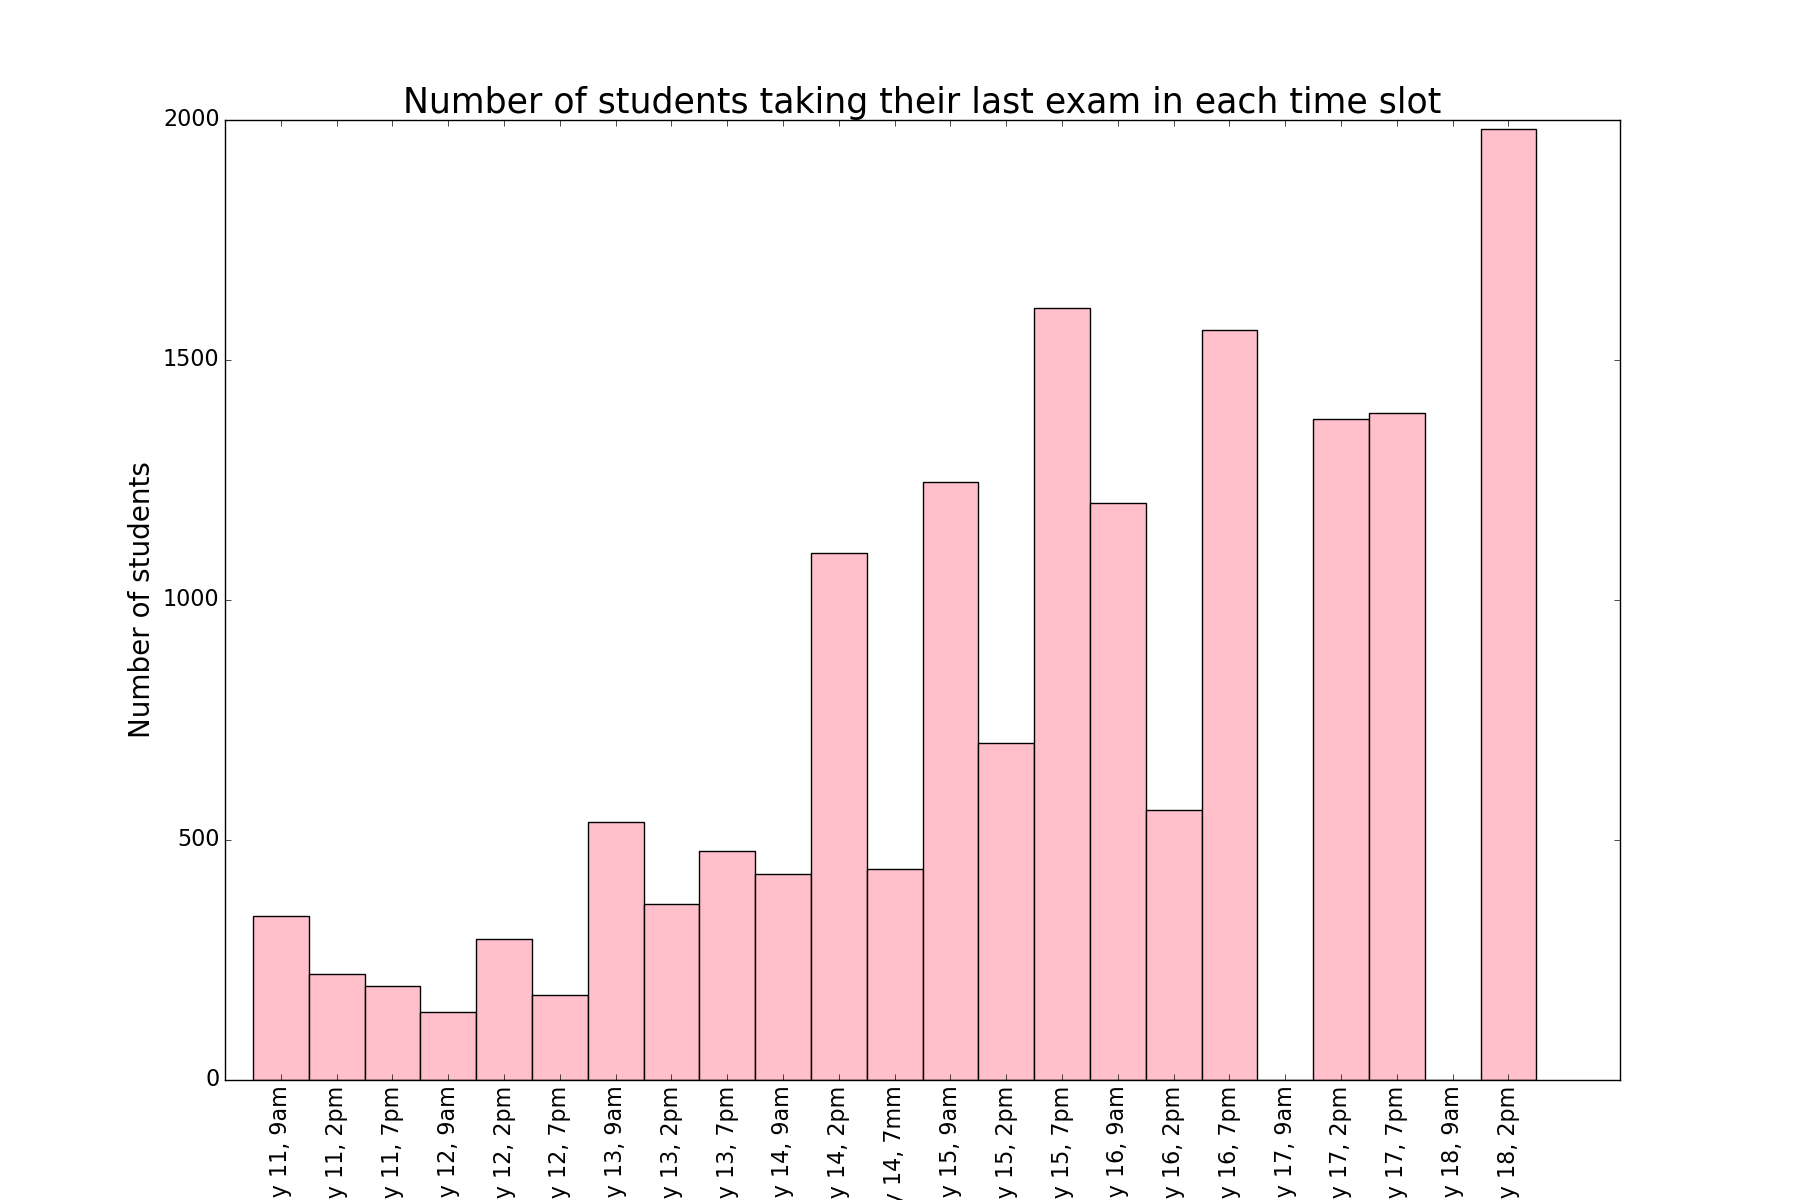 Number of students taking their last exam in each time slot
Number of students
2000
1500
1000
500
0
y 11, 9am
y 11, 2pm
y 11, 7pm
y 12, 9am
y 12, 2pm
y 12, 7pm
y 13, 9am
y 13, 2pm
y 13, 7pm
y 14, 9am
y 14, 2pm
y 14, 7mm
y 15, 9am
y 15, 2pm
y 15, 7pm
y 16, 9am
y 16, 2pm
y 16, 7pm
y 17, 9am
y 17, 2pm
y 17, 7pm
y 18, 9am
y 18, 2pm